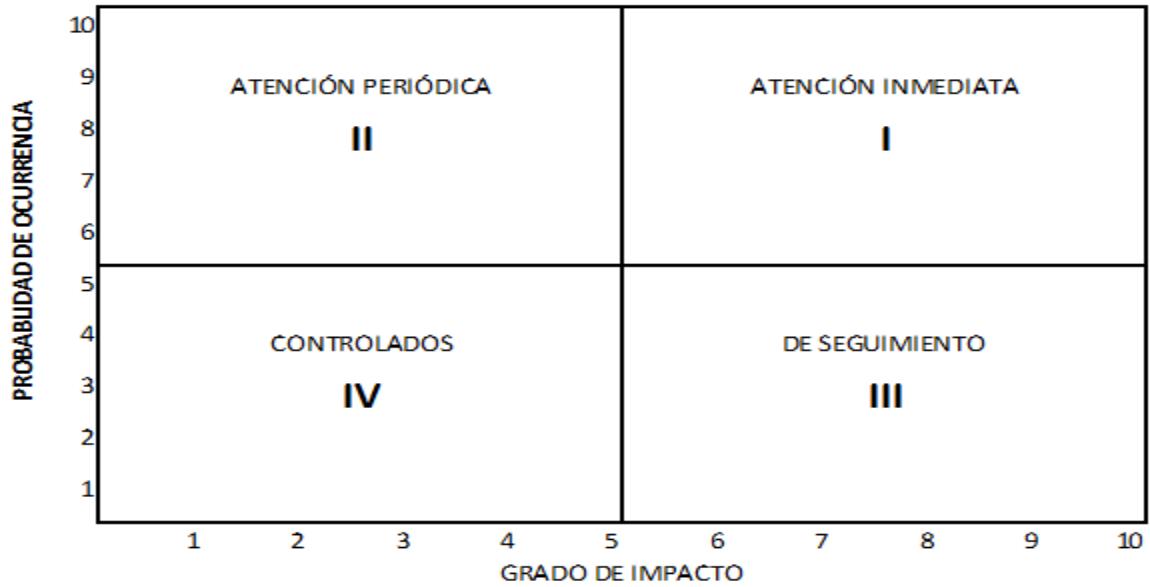 PROBABLIDAD DE OCURRENCIA
10
9
8
7
6
5
4
3
2
1
ATENCIÓN PERIÓDICA
II
ATENCIÓN INMEDIATA
I
CONTROLADOS
IV
DE SEGUIMIENTO
III
1 2 3 4 5 6 7 8 9 10
GRADO DE IMPACTO